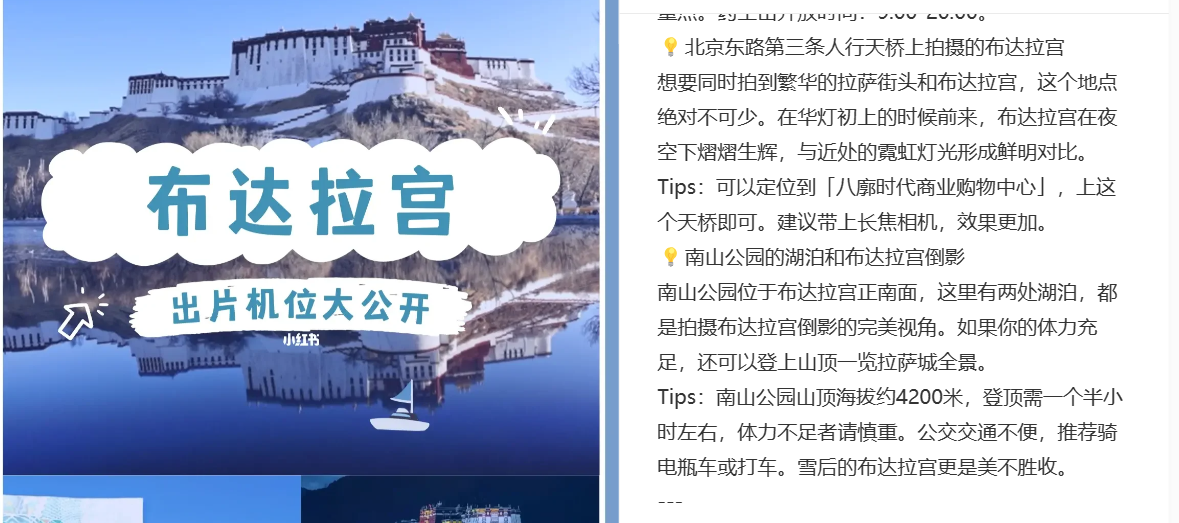 布达拉宫
出片机位大公开
小红书
重点。药王山开放时间：9:00-20:00。
💡北京东路第三条人行天桥上拍摄的布达拉宫
想要同时拍到繁华的拉萨街头和布达拉宫，这个地点
绝对不可少。在华灯初上的时候前来，布达拉宫在夜
空下熠熠生辉，与近处的霓虹灯光形成鲜明对比。
Tips：可以定位到「八廓时代商业购物中心」，上这
个天桥即可。建议带上长焦相机，效果更加。
💡南山公园的湖泊和布达拉宫倒影
南山公园位于布达拉宫正南面，这里有两处湖泊，都
是拍摄布达拉宫倒影的完美视角。如果你的体力充
足，还可以登上山顶一览拉萨城全景。
Tips：南山公园山顶海拔约4200米，登顶需一个半小
时左右，体力不足者请慎重。公交交通不便，推荐骑
电瓶车或打车。雪后的布达拉宫更是美不胜收。
---